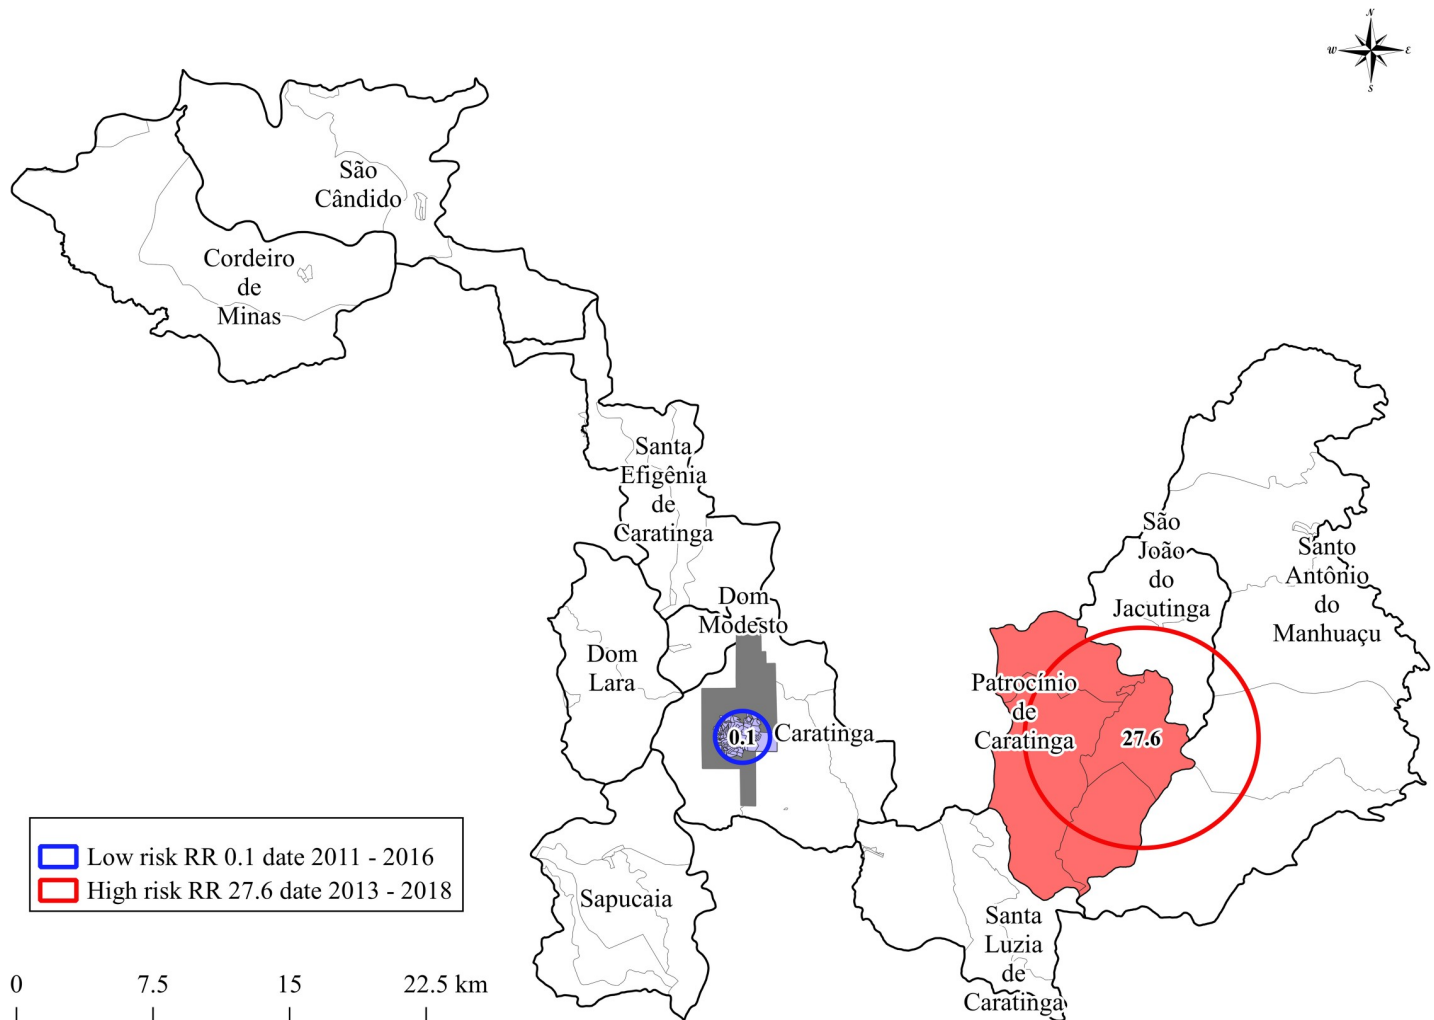 N
W E
S
São
Cândido
Cordeiro
de
Minas
Santa
Efigênia
de
Caratinga
São
João
do
Jacutinga
Santo
Antônio
do
Manhuaçu
Dom
Modesto
Dom
Lara
Patrocínio
de
Caratinga
27.6
0.1
Caratinga
Low risk RR 0.1 date 2011 - 2016
High risk RR 27.6 date 2013 - 2018
Sapucaia
Santa
Luzia
de
Caratinga
0 7.5 15 22.5 km